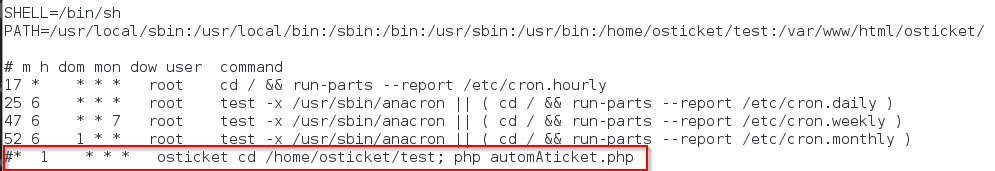 SHELL=/bin/sh
PATH=/usr/local/sbin:/usr/local/bin:/sbin:/bin:/usr/sbin:/usr/bin:/home/osticket/test:/var/www/html/osticket/
# m h dom mon dow user command
17 * * * * root cd / && run-parts --report /etc/cron.hourly
25 6 * * * root test -x /usr/sbin/anacron || ( cd / && run-parts --report /etc/cron.daily )
47 6 * * 7 root test -x /usr/sbin/anacron || ( cd / && run-parts --report /etc/cron.weekly )
52 6 1 * * root test -x /usr/sbin/anacron || ( cd / && run-parts --report /etc/cron.monthly )
#* 1 * * * osticket cd /home/osticket/test; php automAticket.php